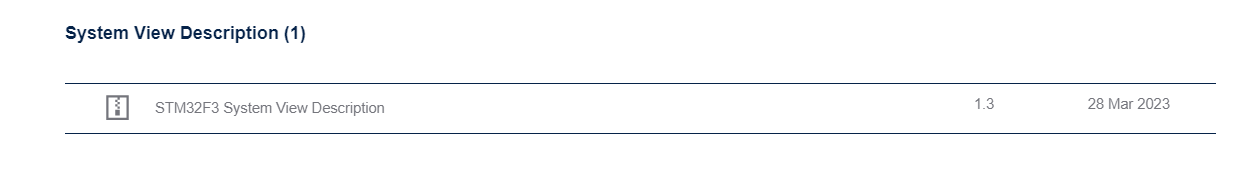 System View Description (1)
STM32F3 System View Description 1.3 28 Mar 2023